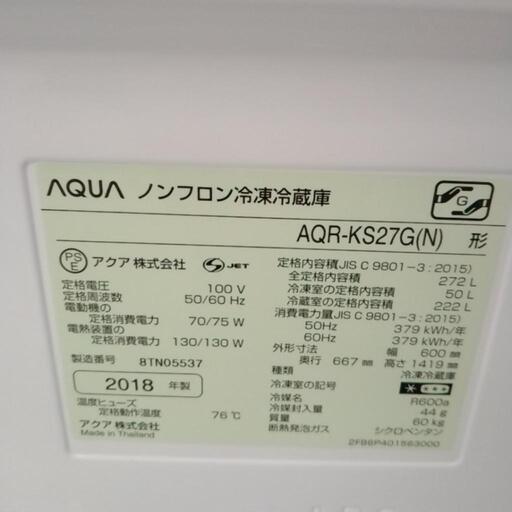 AQUA ノンフロン冷凍冷蔵庫
G
AQR-KS27G(N) 形
PS E アクア 株式会社 S JET
定格電圧 100 V
定格周波数 50/60 Hz
電動機の
定格消費電力 70/75 W
電熱装置の
定格消費電力 130/130 W
製造番号 8TN05537
2018 年製
温度ヒューズ
定格動作温度 76℃
アクア 株式会社
Made in Thailand
定格内容積(JIS C 9801-3 : 2015)
全定格内容積 272 L
冷凍室の定格内容積 50 L
冷蔵室の定格内容積 222 L
消費電力量(JIS C 9801-3 : 2015)
50Hz 379 kWh/年
60Hz 379 kWh/年
外形寸法 幅 600 mm
奥行 667 mm 高さ 1419 mm
種類 冷凍冷蔵庫
冷凍室の記号
冷媒名 R600a
冷媒封入量 44 g
質量 60 kg
断熱発泡ガス シクロペンタン
2FB6P401563000